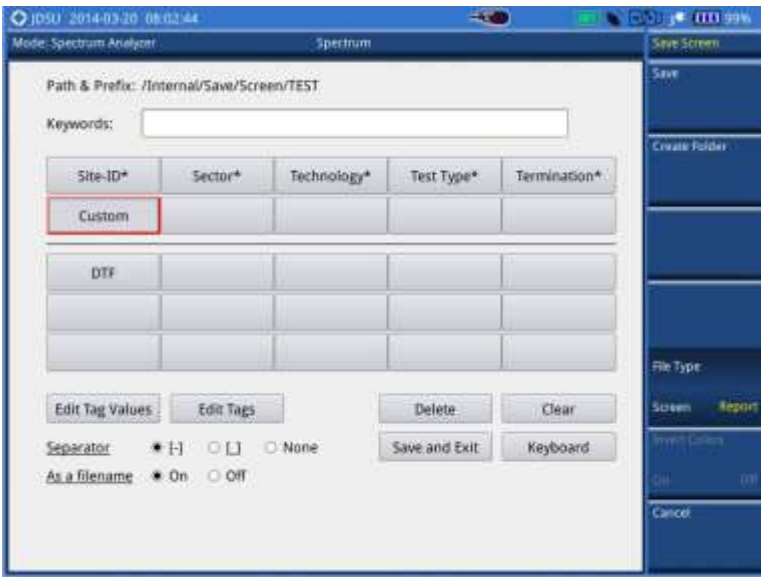 JDSU 2014-03-20 08:02:44
99%
Mode: Spectrum Analyzer
Spectrum
Save Screen
Path & Prefix: /Internal/Save/Screen/TEST
Save
Keywords:
Create Folder
Site-ID* Sector* Technology* Test Type* Termination*
Custom
DTF
File Type
Screen Report
Edit Tag Values Edit Tags Delete Clear
Separator [-] [_] None Save and Exit Keyboard
Invert Colors
On Off
As a filename On Off
Cancel